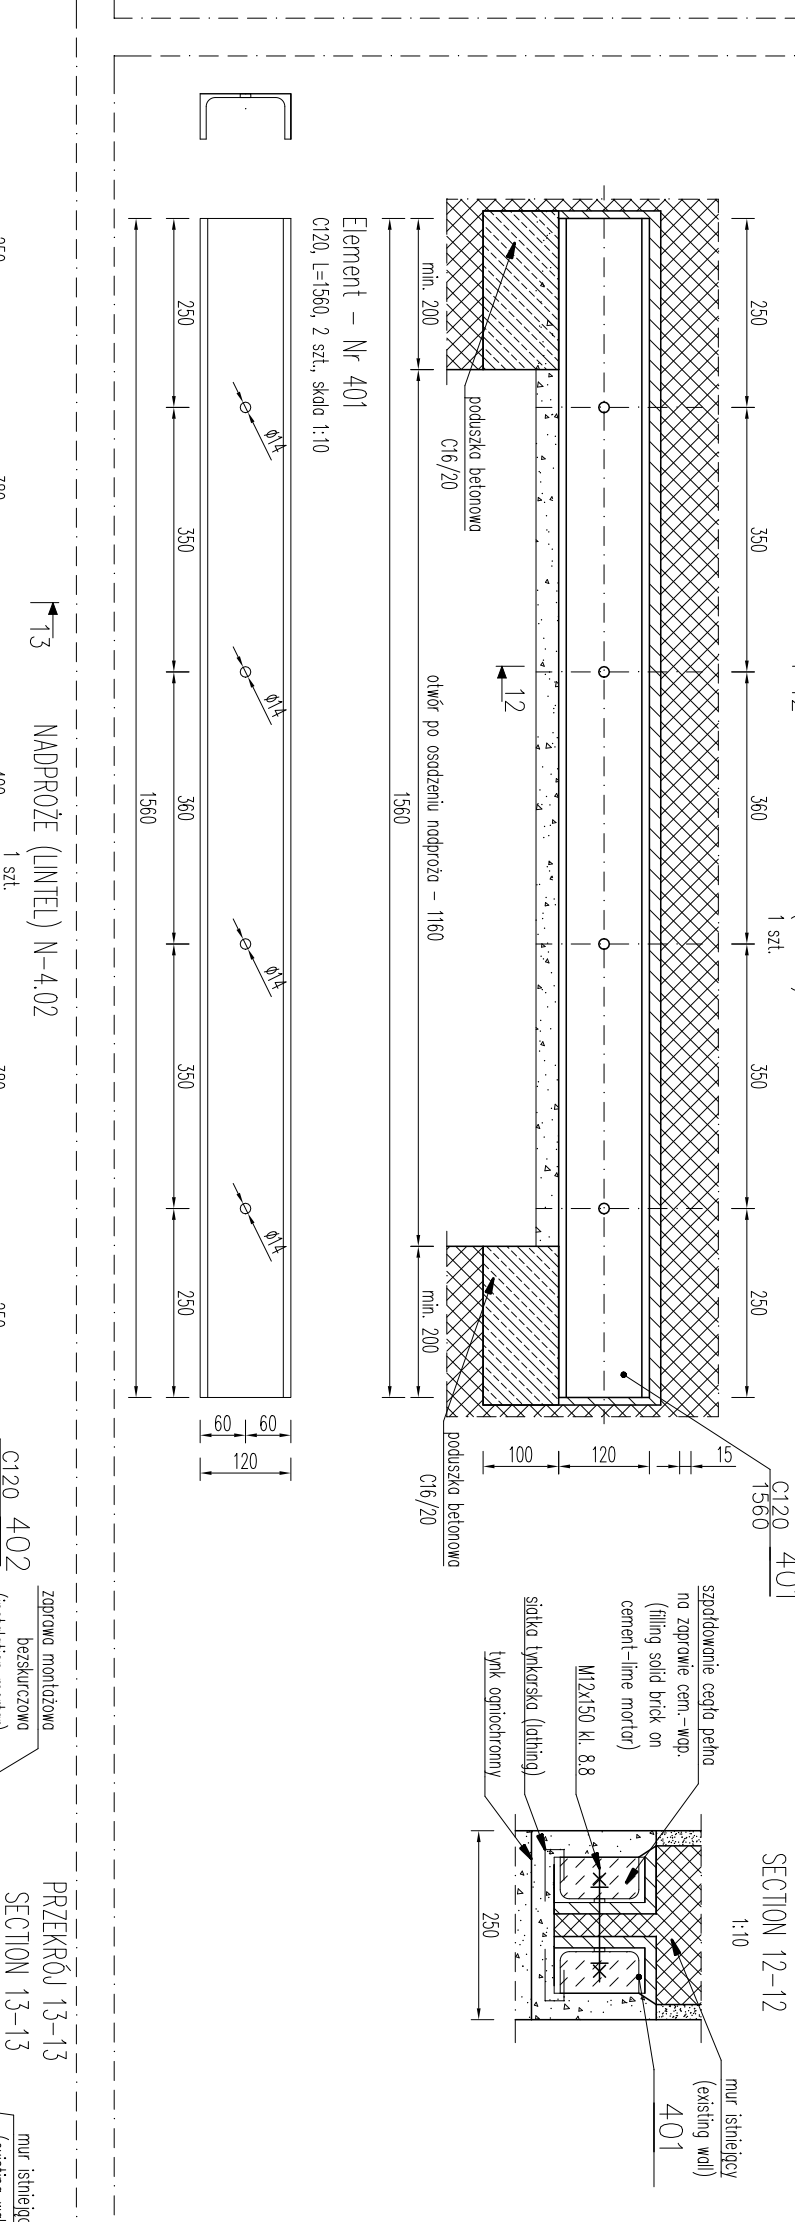 1 szt.
250
350
360
350
250
C120
1560
401
15
120
100
12
min. 200
otwór po osadzeniu nadproża - 1160
min. 200
1560
poduszka betonowa
C16/20
poduszka betonowa
C16/20
Element - Nr 401
C120, L=1560, 2 szt., skala 1:10
ø14
ø14
ø14
ø14
250
350
360
350
250
1560
60
60
120
SECTION 12-12
1:10
szpałdowanie cegła pełna
na zaprawie cem.-wap.
(filling solid brick on
cement-lime mortar)
M12x150 kl. 8.8
siatka tynkarska (lathing)
tynk ogniochronny
250
mur istniejący
(existing wall)
401
13
NADPROŻE (LINTEL) N-4.02
1 szt.
C120
402
zaprawa montażowa
bezskurczowa
PRZEKRÓJ 13-13
SECTION 13-13